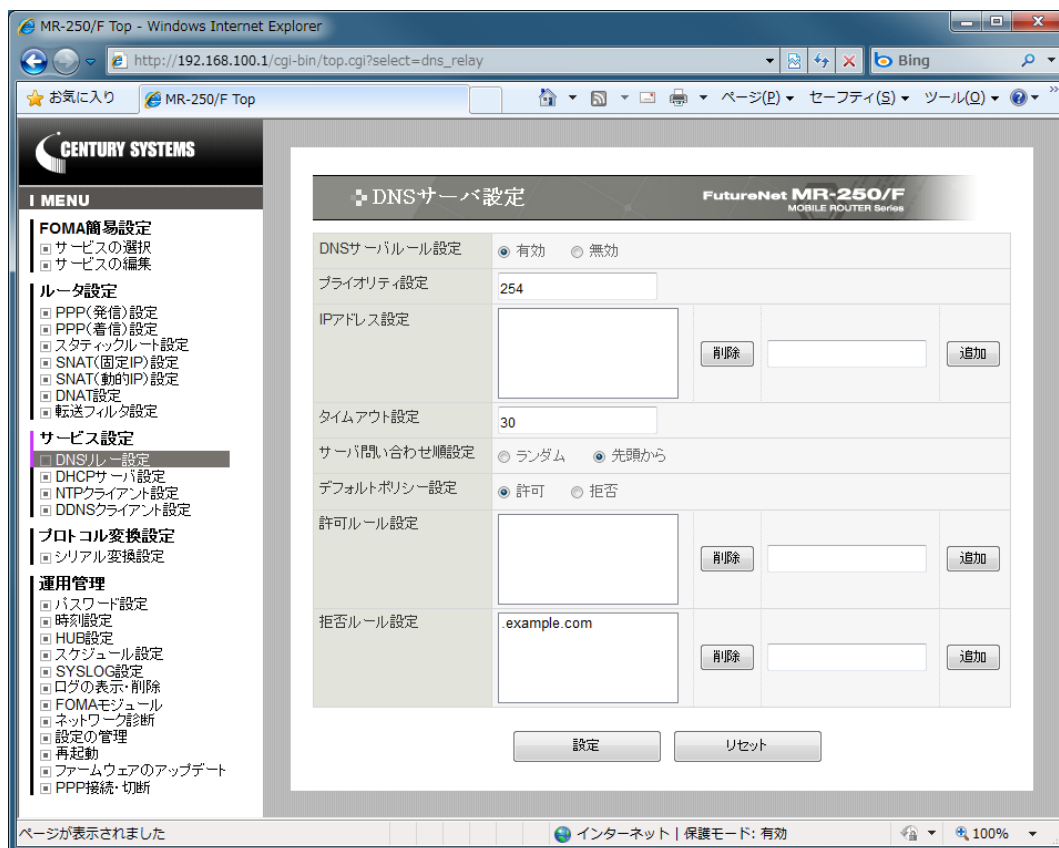 MR-250/F Top - Windows Internet Explorer
http://192.168.100.1/cgi-bin/top.cgi?select=dns_relay
Bing
お気に入り
MR-250/F Top
ページ(P)
セーフティ(S)
ツール(O)
CENTURY SYSTEMS
MENU
FOMA簡易設定
サービスの選択
サービスの編集
ルータ設定
PPP(発信)設定
PPP(着信)設定
スタティックルート設定
SNAT(固定IP)設定
SNAT(動的IP)設定
DNAT設定
転送フィルタ設定
サービス設定
DNSリレー設定
DHCPサーバ設定
NTPクライアント設定
DDNSクライアント設定
プロトコル変換設定
シリアル変換設定
運用管理
パスワード設定
時刻設定
HUB設定
スケジュール設定
SYSLOG設定
ログの表示・削除
FOMAモジュール
ネットワーク診断
設定の管理
再起動
ファームウェアのアップデート
PPP接続・切断
DNSサーバ設定
FutureNet MR-250/F
MOBILE ROUTER Series
DNSサーバルール設定 有効 無効
プライオリティ設定 254
IPアドレス設定 削除 追加
タイムアウト設定 30
サーバ問い合わせ順設定 ランダム 先頭から
デフォルトポリシー設定 許可 拒否
許可ルール設定 削除 追加
拒否ルール設定 .example.com 削除 追加
設定 リセット
ページが表示されました
インターネット | 保護モード: 有効
100%